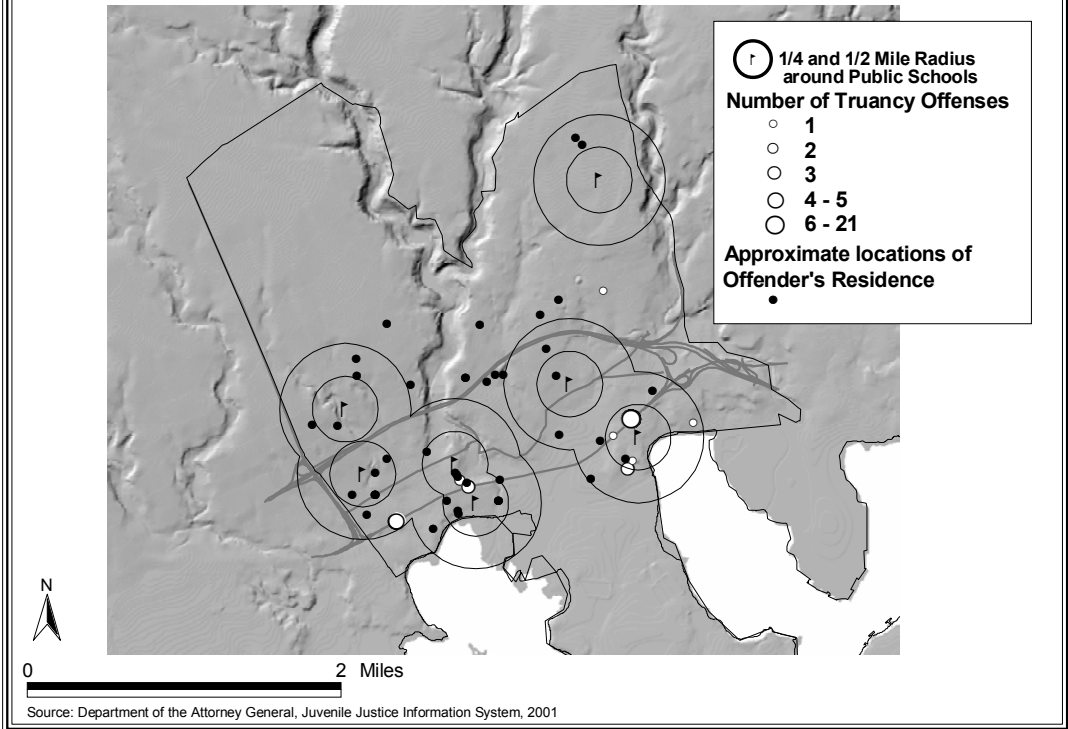 1/4 and 1/2 Mile Radius
around Public Schools
Number of Truancy Offenses
1
2
3
4 - 5
6 - 21
Approximate locations of
Offender's Residence
N
0 2 Miles
Source: Department of the Attorney General, Juvenile Justice Information System, 2001